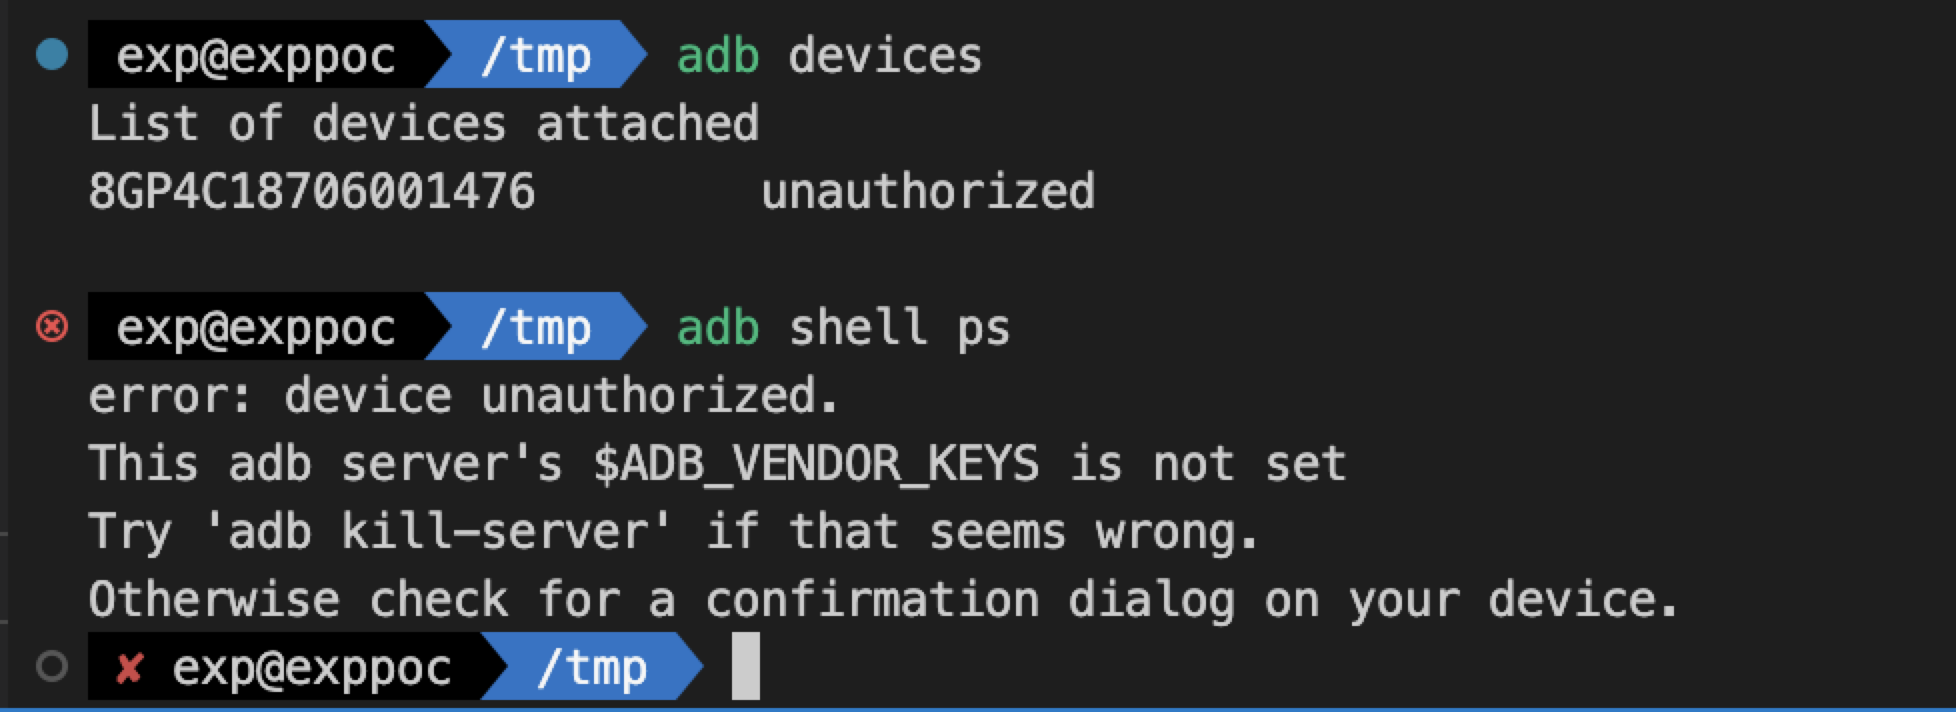 exp@exppoc /tmp adb devices
List of devices attached
8GP4C18706001476 unauthorized
exp@exppoc /tmp adb shell ps
error: device unauthorized.
This adb server's $ADB_VENDOR_KEYS is not set
Try 'adb kill-server' if that seems wrong.
Otherwise check for a confirmation dialog on your device.
✘ exp@exppoc /tmp